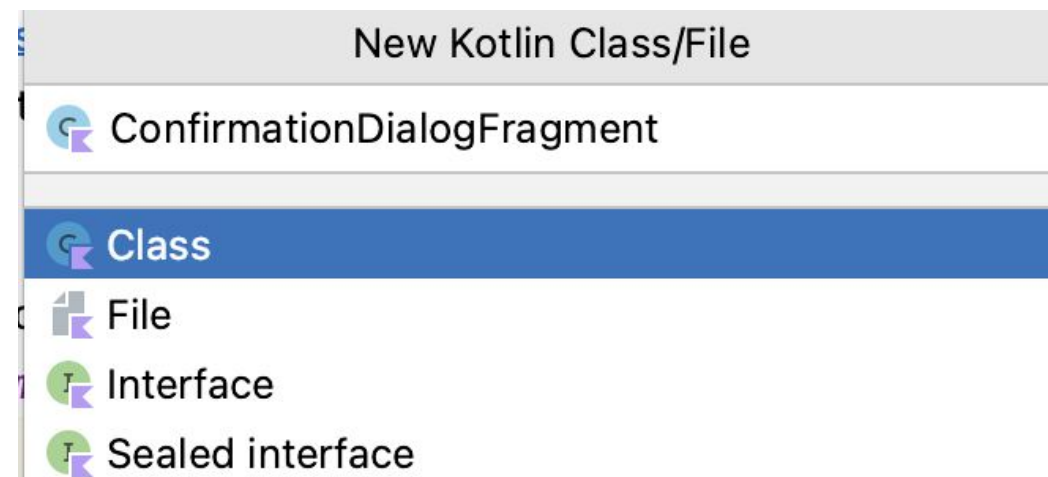 New Kotlin Class/File
ConfirmationDialogFragment
Class
File
Interface
Sealed interface